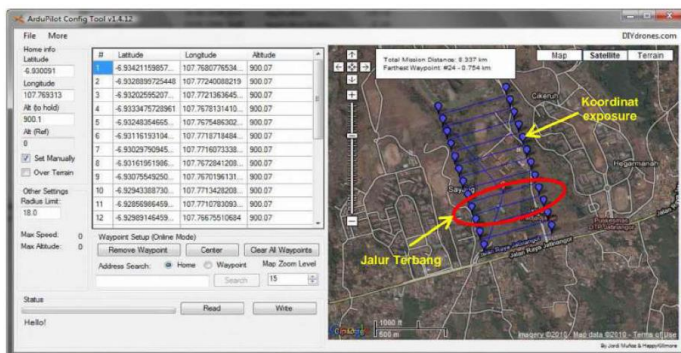 ArduPilot Config Tool v1.4.12
File More
DIYdrones.com
Home info
Latitude
-6.930091
Longitude
107.769313
Alt (to hold)
900.1
Alt (Ref)
0
Set Manually
Over Terrain
Other Settings
Radius Limit:
18.0
Max Speed: 0
Max Altitude: 0
# Latitude Longitude Altitude
1 -6.93421159857... 107.7680776534... 900.07
2 -6.9328895725448 107.77240088219 900.07
3 -6.93202595207... 107.7721363645... 900.07
4 -6.9333475728961 107.7678131410... 900.07
5 -6.93248354665... 107.7675486302... 900.07
6 -6.93116193104... 107.7718718484... 900.07
7 -6.93029750945... 107.7716073338... 900.07
8 -6.93161951986... 107.7672841208... 900.07
9 -6.93075549250... 107.7670196131... 900.07
10 -6.92943388730... 107.7713428208... 900.07
11 -6.92856986459... 107.7710783093... 900.07
12 -6.92989146459... 107.76675510684 900.07
Waypoint Setup (Online Mode)
Remove Waypoint Center Clear All Waypoints
Address Search: Home Waypoint Map Zoom Level
Search 15
Status
Read Write
Hello!
Total Mission Distance: 8.337 km
Farthest Waypoint: #24 - 0.754 km
Map Satellite Terrain
Cikeruh
Koordinat
exposure
Hegarmanah
Sayang
Jalur Terbang
Jalan Raya Jatinangor
1000 ft
500 m
Imagery ©2010, Map data ©2010 - Terms of Use
By Jordi Muñoz & HappyKillmore